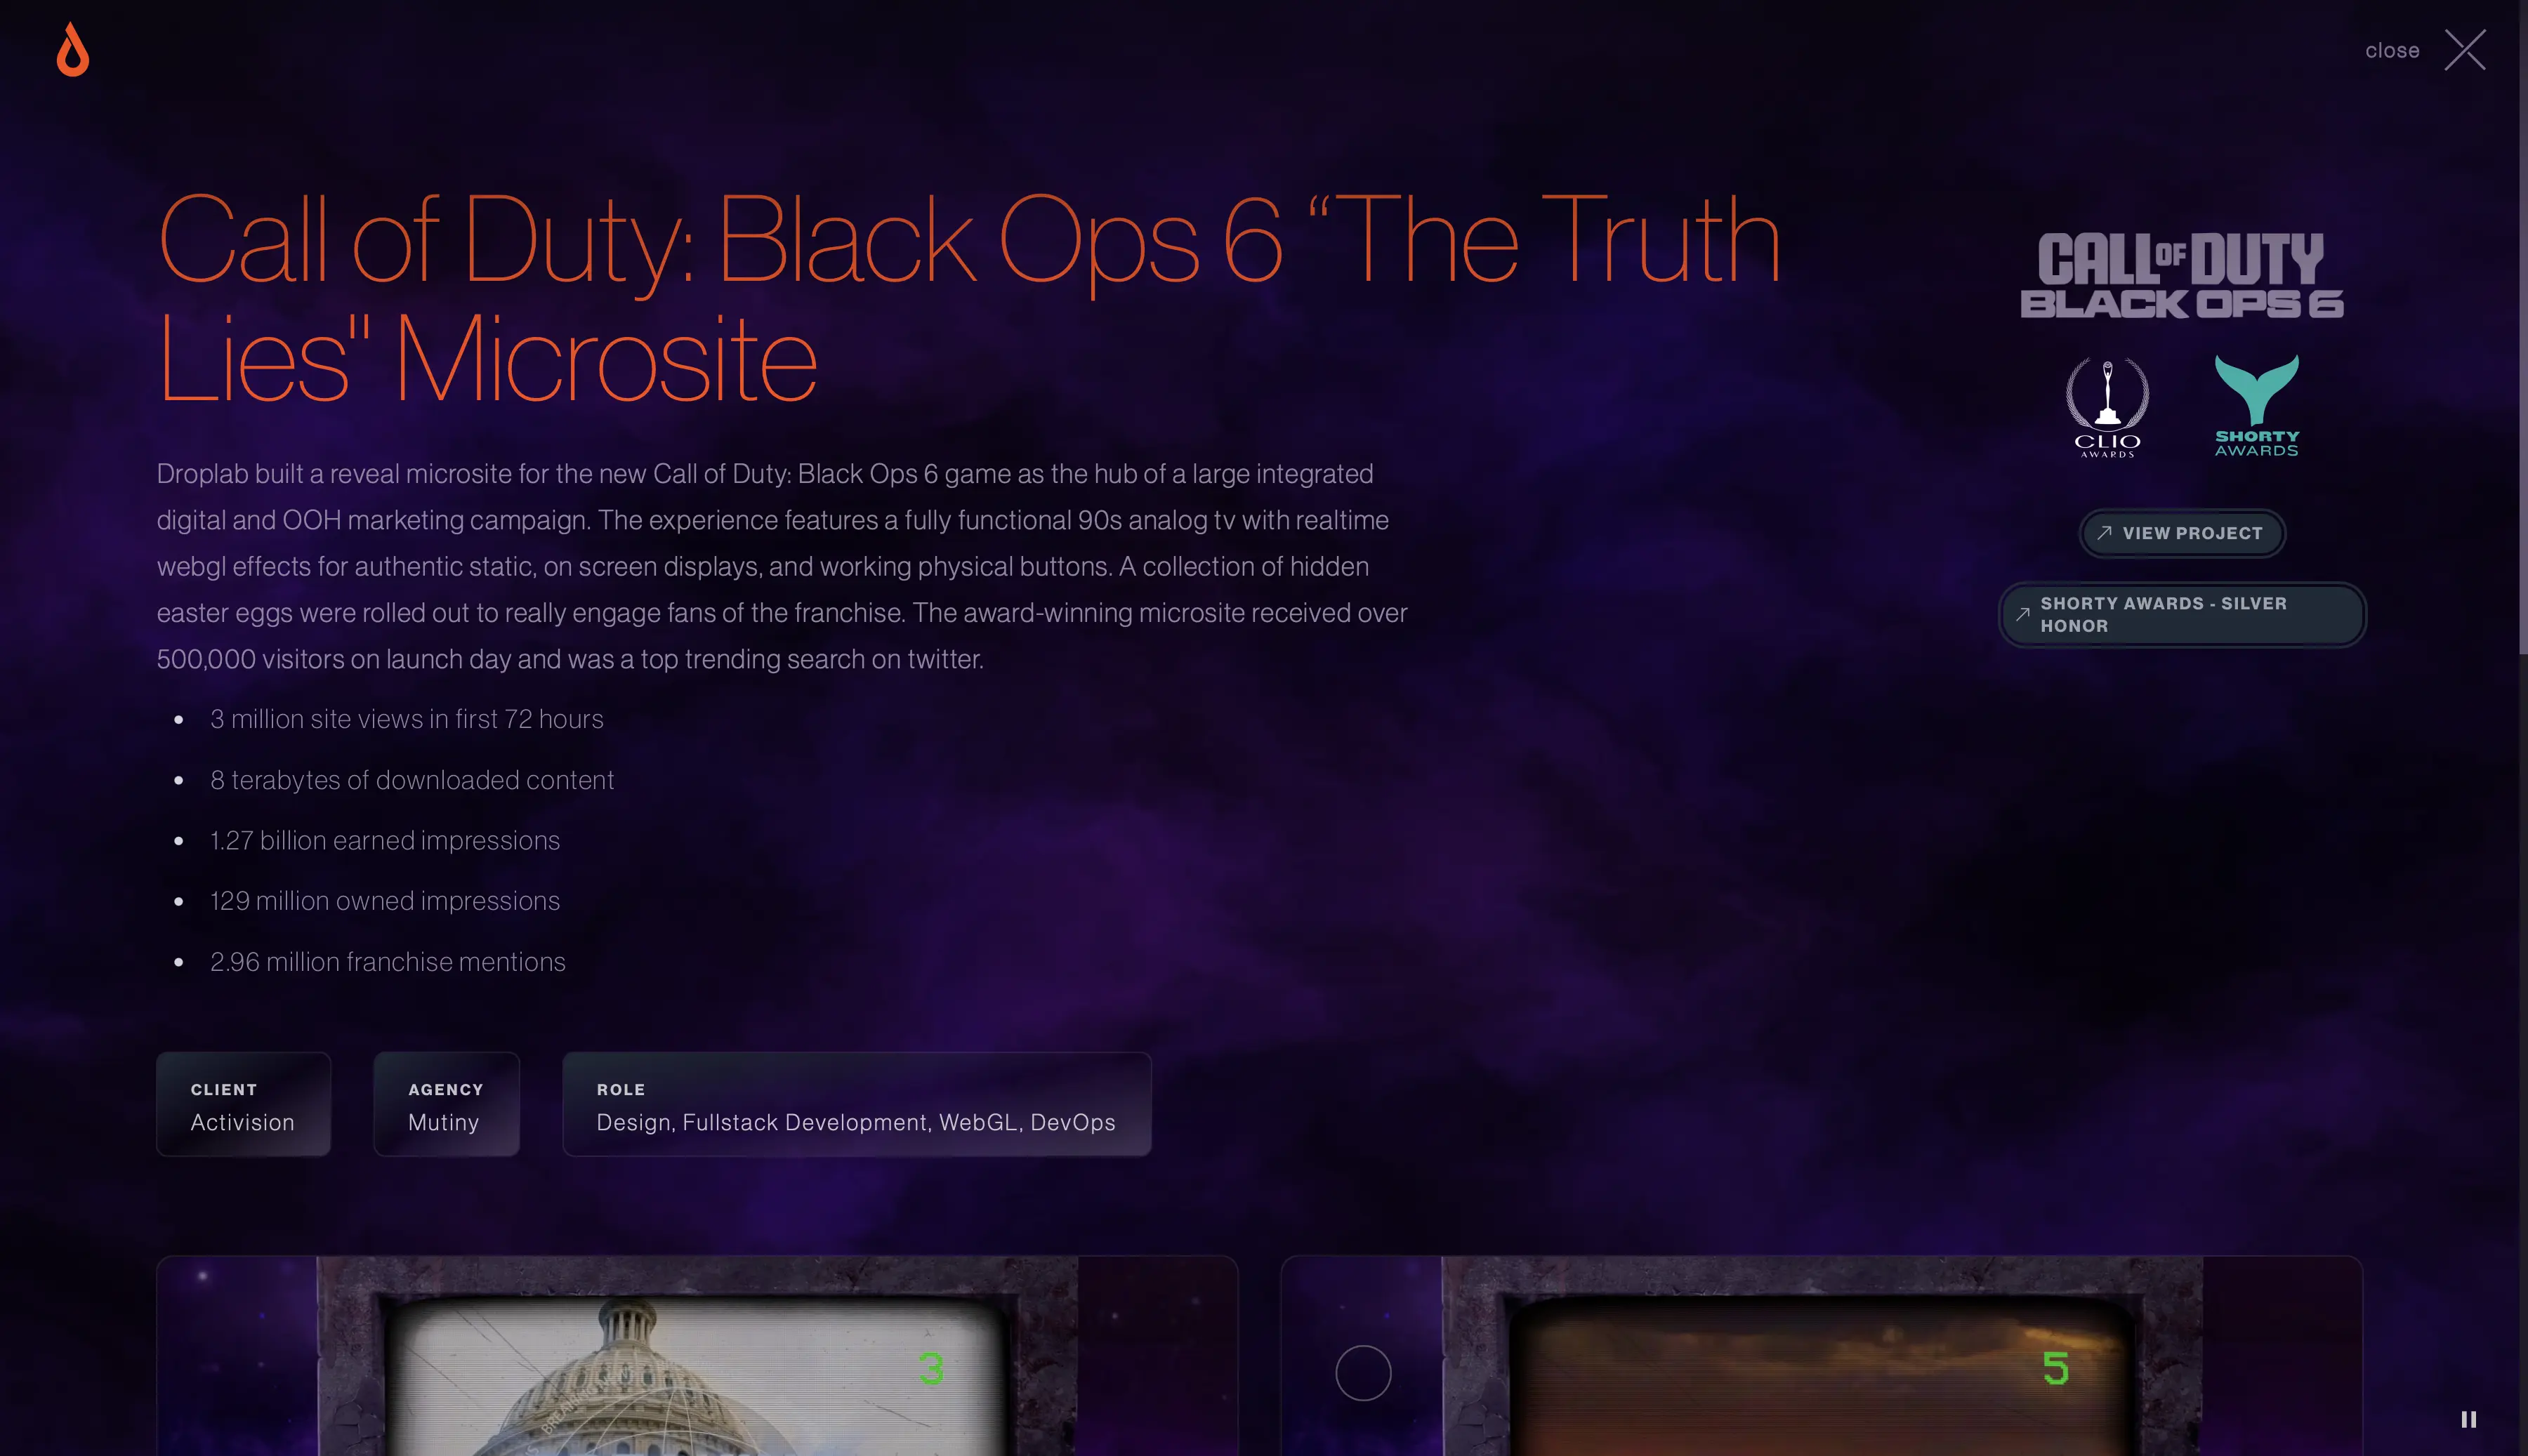 close
Call of Duty: Black Ops 6 “The Truth
Lies" Microsite
CALL OF DUTY
BLACK OPS 6
CLIO
AWARDS
SHORTY
AWARDS
Droplab built a reveal microsite for the new Call of Duty: Black Ops 6 game as the hub of a large integrated
digital and OOH marketing campaign. The experience features a fully functional 90s analog tv with realtime
webgl effects for authentic static, on screen displays, and working physical buttons. A collection of hidden
easter eggs were rolled out to really engage fans of the franchise. The award-winning microsite received over
500,000 visitors on launch day and was a top trending search on twitter.
VIEW PROJECT
SHORTY AWARDS - SILVER
HONOR
• 3 million site views in first 72 hours
• 8 terabytes of downloaded content
• 1.27 billion earned impressions
• 129 million owned impressions
• 2.96 million franchise mentions
CLIENT
Activision
AGENCY
Mutiny
ROLE
Design, Fullstack Development, WebGL, DevOps
3
5